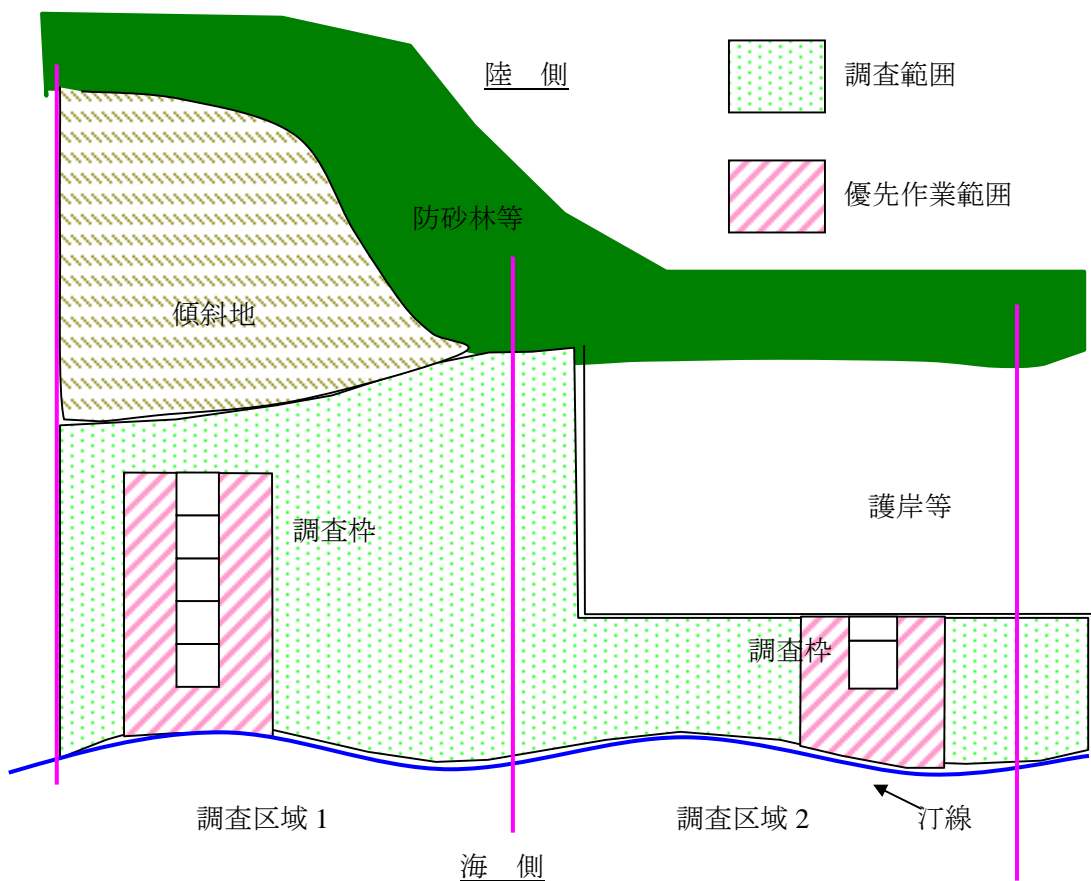 陸 側
調査範囲
優先作業範囲
防砂林等
傾斜地
護岸等
調査枠
調査枠
調査区域 1
調査区域 2
汀線
海 側